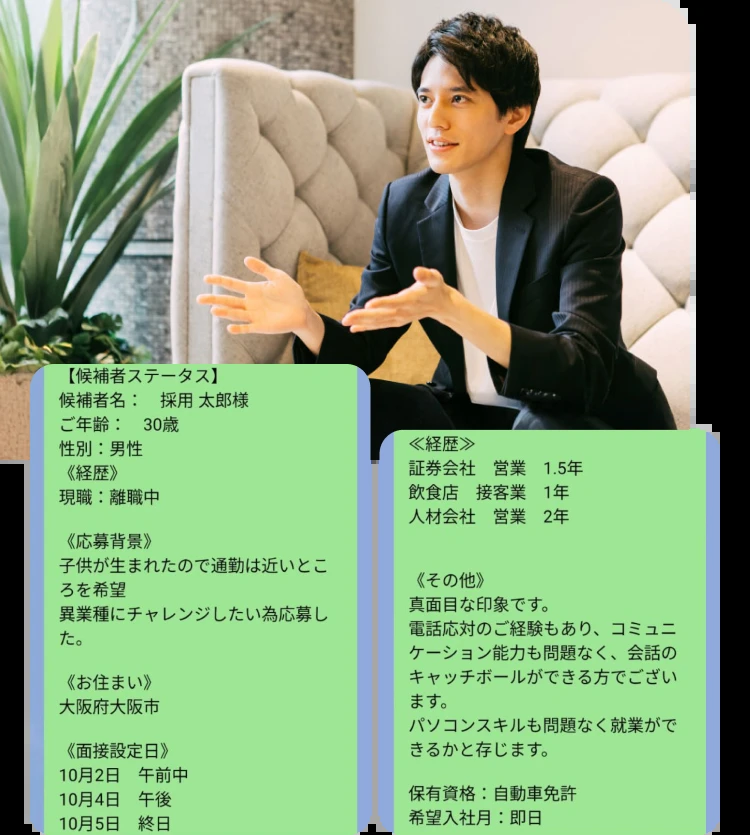 【候補者ステータス】
候補者名：　採用 太郎様
ご年齢：　30歳
性別：男性
《経歴》
現職：離職中
《応募背景》
子供が生まれたので通勤は近いとこ
ろを希望
異業種にチャレンジしたい為応募し
た。
《お住まい》
大阪府大阪市
《面接設定日》
10月2日　午前中
10月4日　午後
10月5日　終日
≪経歴≫
証券会社　営業　1.5年
飲食店　接客業　1年
人材会社　営業　2年
《その他》
真面目な印象です。
電話応対のご経験もあり、コミュニ
ケーション能力も問題なく、会話の
キャッチボールができる方でござい
ます。
パソコンスキルも問題なく就業がで
きるかと存じます。
保有資格：自動車免許
希望入社月：即日